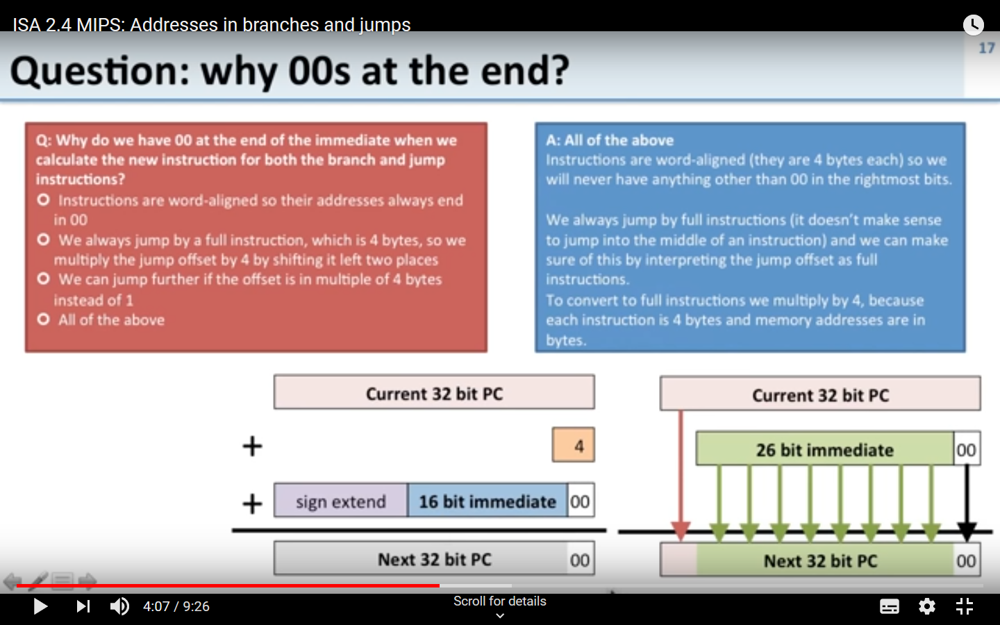 ISA 2.4 MIPS: Addresses in branches and jumps
17
Question: why 00s at the end?
Q: Why do we have 00 at the end of the immediate when we
calculate the new instruction for both the branch and jump
instructions?
Instructions are word-aligned so their addresses always end
in 00
We always jump by a full instruction, which is 4 bytes, so we
multiply the jump offset by 4 by shifting it left two places
We can jump further if the offset is in multiple of 4 bytes
instead of 1
All of the above
A: All of the above
Instructions are word-aligned (they are 4 bytes each) so we
will never have anything other than 00 in the rightmost bits.
We always jump by full instructions (it doesn't make sense
to jump into the middle of an instruction) and we can make
sure of this by interpreting the jump offset as full
instructions.
To convert to full instructions we multiply by 4, because
each instruction is 4 bytes and memory addresses are in
bytes.
Current 32 bit PC
+ 4
+ sign extend 16 bit immediate 00
Next 32 bit PC 00
Current 32 bit PC
26 bit immediate 00
Next 32 bit PC 00
4:07 / 9:26
Scroll for details